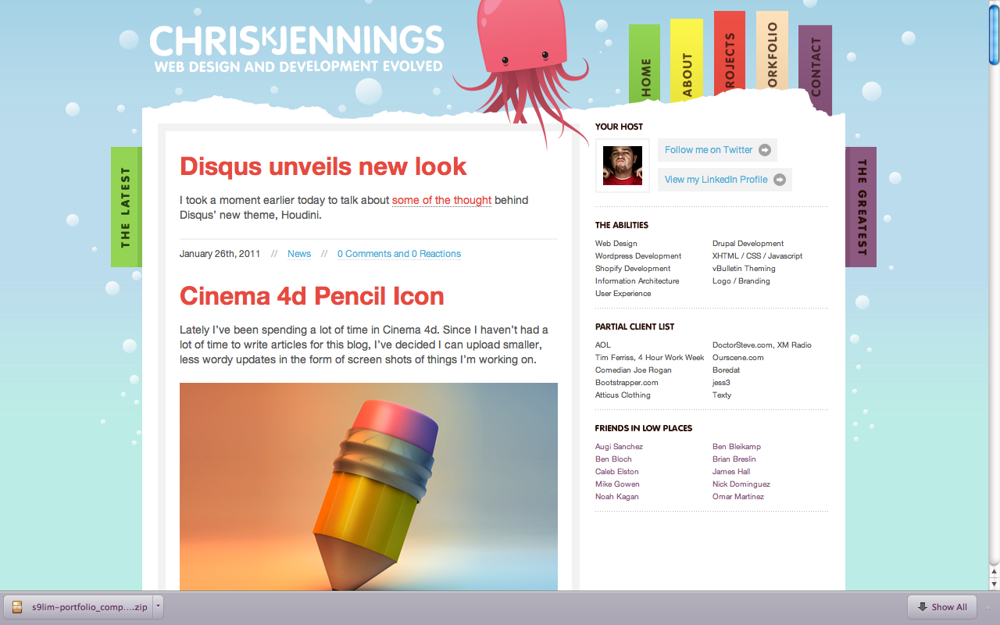 CHRISKJENNINGS
WEB DESIGN AND DEVELOPMENT EVOLVED
HOME
ABOUT
ROJECTS
ORKFOLIO
CONTACT
THE LATEST
THE GREATEST
Disqus unveils new look
I took a moment earlier today to talk about some of the thought behind
Disqus’ new theme, Houdini.
January 26th, 2011 // News // 0 Comments and 0 Reactions
Cinema 4d Pencil Icon
Lately I’ve been spending a lot of time in Cinema 4d. Since I haven’t had a
lot of time to write articles for this blog, I’ve decided I can upload smaller,
less wordy updates in the form of screen shots of things I’m working on.
YOUR HOST
Follow me on Twitter
View my LinkedIn Profile
THE ABILITIES
Web Design Drupal Development
Wordpress Development XHTML / CSS / Javascript
Shopify Development vBulletin Theming
Information Architecture Logo / Branding
User Experience
PARTIAL CLIENT LIST
AOL DoctorSteve.com, XM Radio
Tim Ferriss, 4 Hour Work Week Ourscene.com
Comedian Joe Rogan Boredat
Bootstrapper.com jess3
Atticus Clothing Texty
FRIENDS IN LOW PLACES
Augi Sanchez Ben Bleikamp
Ben Bloch Brian Breslin
Caleb Elston James Hall
Mike Gowen Nick Dominguez
Noah Kagan Omar Martinez
s9lim-portfolio_comp....zip
Show All